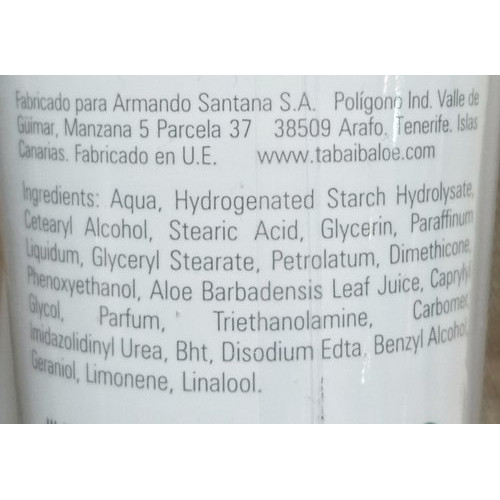 Fabricado para Armando Santana S.A. Polígono Ind. Valle de
Güimar, Manzana 5 Parcela 37 38509 Arafo. Tenerife. Islas
Canarias. Fabricado en U.E. www.tabaibaloe.com
Ingredients: Aqua, Hydrogenated Starch Hydrolysate,
Cetearyl Alcohol, Stearic Acid, Glycerin, Paraffinum
Liquidum, Glyceryl Stearate, Petrolatum, Dimethicone,
Phenoxyethanol, Aloe Barbadensis Leaf Juice, Caprylyl
Glycol, Parfum, Triethanolamine, Carbomer,
Imidazolidinyl Urea, Bht, Disodium Edta, Benzyl Alcohol,
Geraniol, Limonene, Linalool.